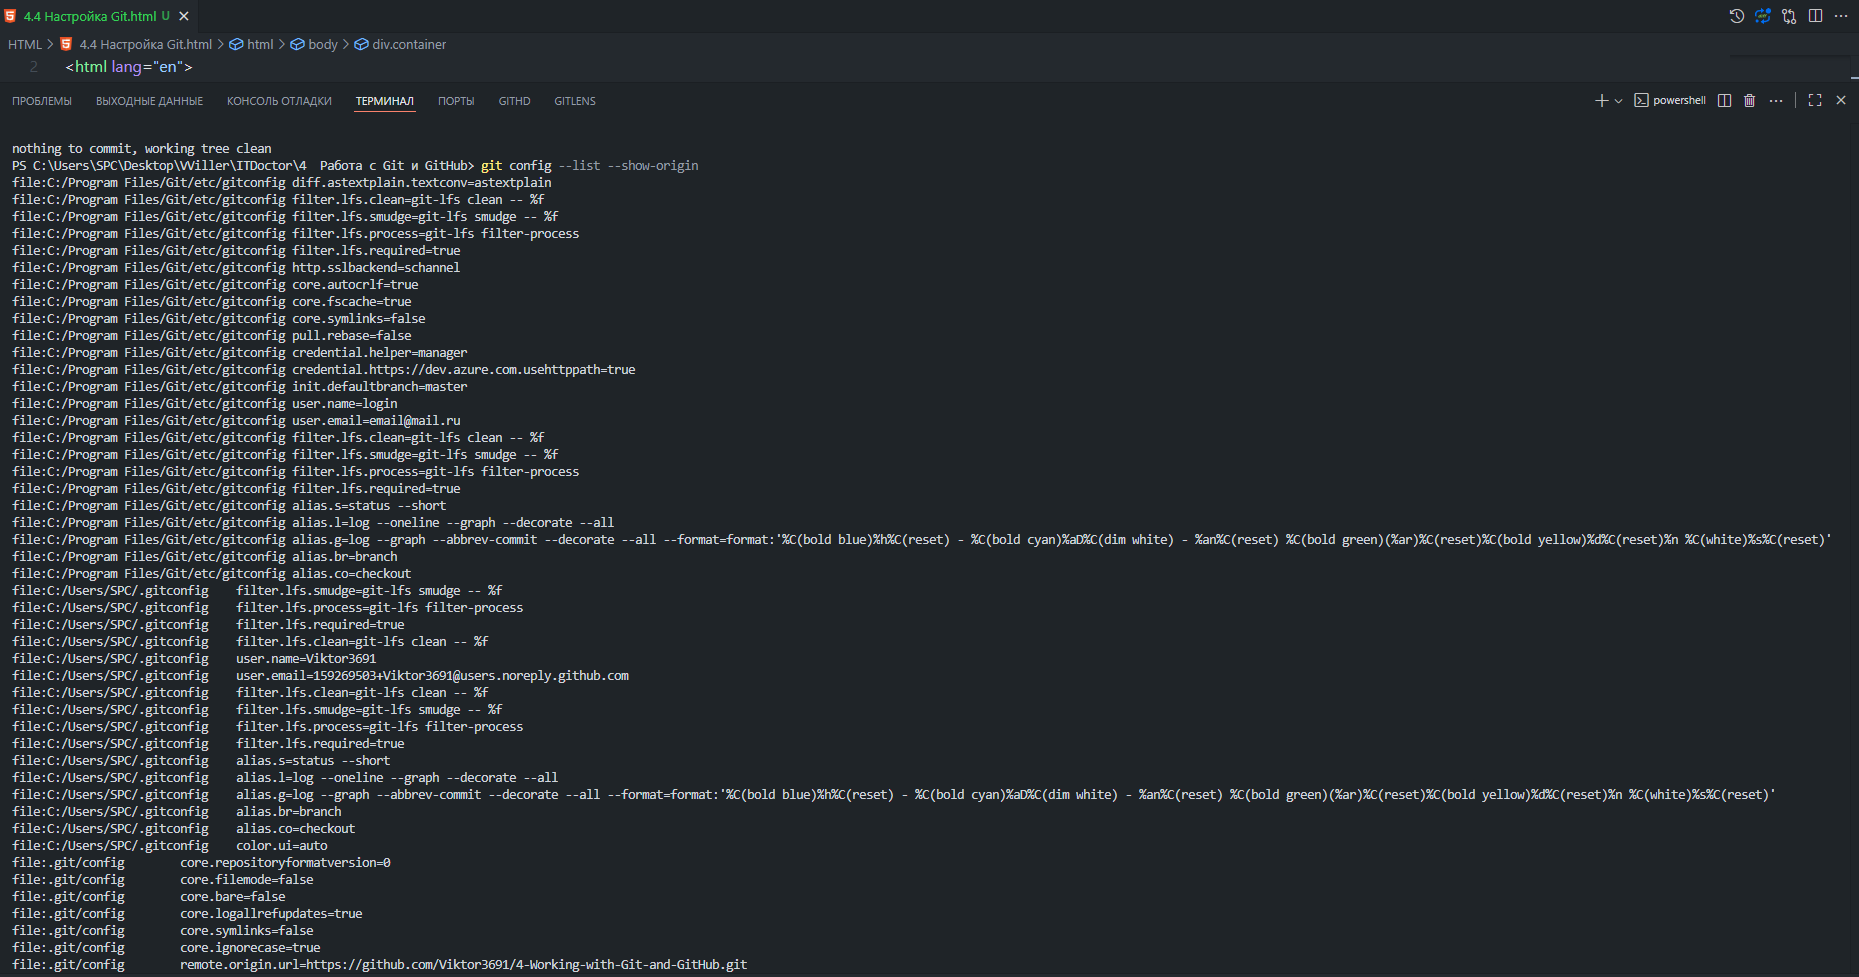 4.4 Настройка Git.html U
HTML > 4.4 Настройка Git.html > html > body > div.container
2 <html lang="en">
ПРОБЛЕМЫ ВЫХОДНЫЕ ДАННЫЕ КОНСОЛЬ ОТЛАДКИ ТЕРМИНАЛ ПОРТЫ GITHD GITLENS powershell
nothing to commit, working tree clean
PS C:\Users\SPC\Desktop\VViller\ITDoctor\4  Работа с Git и GitHub> git config --list --show-origin
file:C:/Program Files/Git/etc/gitconfig diff.astextplain.textconv=astextplain
file:C:/Program Files/Git/etc/gitconfig filter.lfs.clean=git-lfs clean -- %f
file:C:/Program Files/Git/etc/gitconfig filter.lfs.smudge=git-lfs smudge -- %f
file:C:/Program Files/Git/etc/gitconfig filter.lfs.process=git-lfs filter-process
file:C:/Program Files/Git/etc/gitconfig filter.lfs.required=true
file:C:/Program Files/Git/etc/gitconfig http.sslbackend=schannel
file:C:/Program Files/Git/etc/gitconfig core.autocrlf=true
file:C:/Program Files/Git/etc/gitconfig core.fscache=true
file:C:/Program Files/Git/etc/gitconfig core.symlinks=false
file:C:/Program Files/Git/etc/gitconfig pull.rebase=false
file:C:/Program Files/Git/etc/gitconfig credential.helper=manager
file:C:/Program Files/Git/etc/gitconfig credential.https://dev.azure.com.usehttppath=true
file:C:/Program Files/Git/etc/gitconfig init.defaultbranch=master
file:C:/Program Files/Git/etc/gitconfig user.name=login
file:C:/Program Files/Git/etc/gitconfig user.email=email@mail.ru
file:C:/Program Files/Git/etc/gitconfig filter.lfs.clean=git-lfs clean -- %f
file:C:/Program Files/Git/etc/gitconfig filter.lfs.smudge=git-lfs smudge -- %f
file:C:/Program Files/Git/etc/gitconfig filter.lfs.process=git-lfs filter-process
file:C:/Program Files/Git/etc/gitconfig filter.lfs.required=true
file:C:/Program Files/Git/etc/gitconfig alias.s=status --short
file:C:/Program Files/Git/etc/gitconfig alias.l=log --oneline --graph --decorate --all
file:C:/Program Files/Git/etc/gitconfig alias.g=log --graph --abbrev-commit --decorate --all --format=format:'%C(bold blue)%h%C(reset) - %C(bold cyan)%aD%C(dim white) - %an%C(reset) %C(bold green)(%ar)%C(reset)%C(bold yellow)%d%C(reset)%n %C(white)%s%C(reset)'
file:C:/Program Files/Git/etc/gitconfig alias.br=branch
file:C:/Program Files/Git/etc/gitconfig alias.co=checkout
file:C:/Users/SPC/.gitconfig    filter.lfs.smudge=git-lfs smudge -- %f
file:C:/Users/SPC/.gitconfig    filter.lfs.process=git-lfs filter-process
file:C:/Users/SPC/.gitconfig    filter.lfs.required=true
file:C:/Users/SPC/.gitconfig    filter.lfs.clean=git-lfs clean -- %f
file:C:/Users/SPC/.gitconfig    user.name=Viktor3691
file:C:/Users/SPC/.gitconfig    user.email=159269503+Viktor3691@users.noreply.github.com
file:C:/Users/SPC/.gitconfig    filter.lfs.clean=git-lfs clean -- %f
file:C:/Users/SPC/.gitconfig    filter.lfs.smudge=git-lfs smudge -- %f
file:C:/Users/SPC/.gitconfig    filter.lfs.process=git-lfs filter-process
file:C:/Users/SPC/.gitconfig    filter.lfs.required=true
file:C:/Users/SPC/.gitconfig    alias.s=status --short
file:C:/Users/SPC/.gitconfig    alias.l=log --oneline --graph --decorate --all
file:C:/Users/SPC/.gitconfig    alias.g=log --graph --abbrev-commit --decorate --all --format=format:'%C(bold blue)%h%C(reset) - %C(bold cyan)%aD%C(dim white) - %an%C(reset) %C(bold green)(%ar)%C(reset)%C(bold yellow)%d%C(reset)%n %C(white)%s%C(reset)'
file:C:/Users/SPC/.gitconfig    alias.br=branch
file:C:/Users/SPC/.gitconfig    alias.co=checkout
file:C:/Users/SPC/.gitconfig    color.ui=auto
file:.git/config        core.repositoryformatversion=0
file:.git/config        core.filemode=false
file:.git/config        core.bare=false
file:.git/config        core.logallrefupdates=true
file:.git/config        core.symlinks=false
file:.git/config        core.ignorecase=true
file:.git/config        remote.origin.url=https://github.com/Viktor3691/4-Working-with-Git-and-GitHub.git